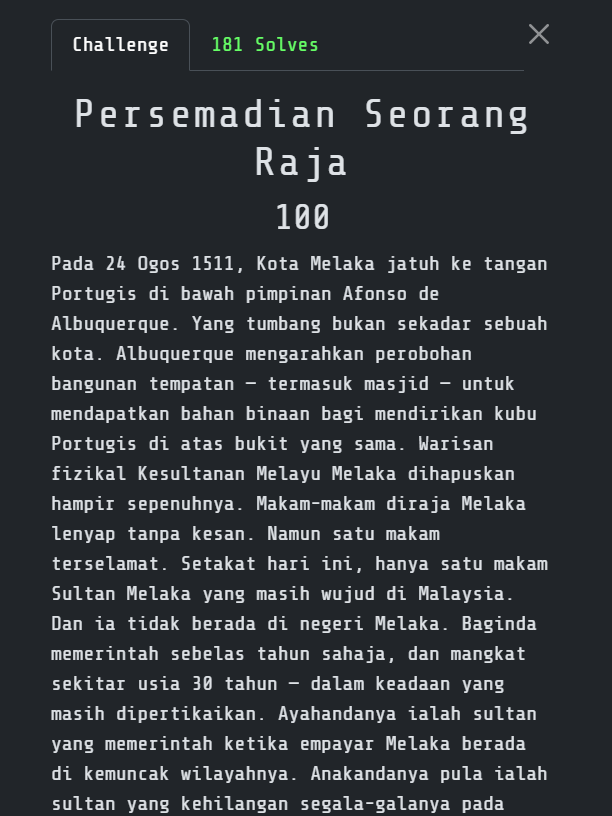 Challenge
181 Solves
Persemadian Seorang
Raja
100
Pada 24 Ogos 1511, Kota Melaka jatuh ke tangan
Portugis di bawah pimpinan Afonso de
Albuquerque. Yang tumbang bukan sekadar sebuah
kota. Albuquerque mengarahkan perobohan
bangunan tempatan — termasuk masjid — untuk
mendapatkan bahan binaan bagi mendirikan kubu
Portugis di atas bukit yang sama. Warisan
fizikal Kesultanan Melayu Melaka dihapuskan
hampir sepenuhnya. Makam-makam diraja Melaka
lenyap tanpa kesan. Namun satu makam
terselamat. Setakat hari ini, hanya satu makam
Sultan Melaka yang masih wujud di Malaysia.
Dan ia tidak berada di negeri Melaka. Baginda
memerintah sebelas tahun sahaja, dan mangkat
sekitar usia 30 tahun — dalam keadaan yang
masih dipertikaikan. Ayahandanya ialah sultan
yang memerintah ketika empayar Melaka berada
di kemuncak wilayahnya. Anakandanya pula ialah
sultan yang kehilangan segala-galanya pada